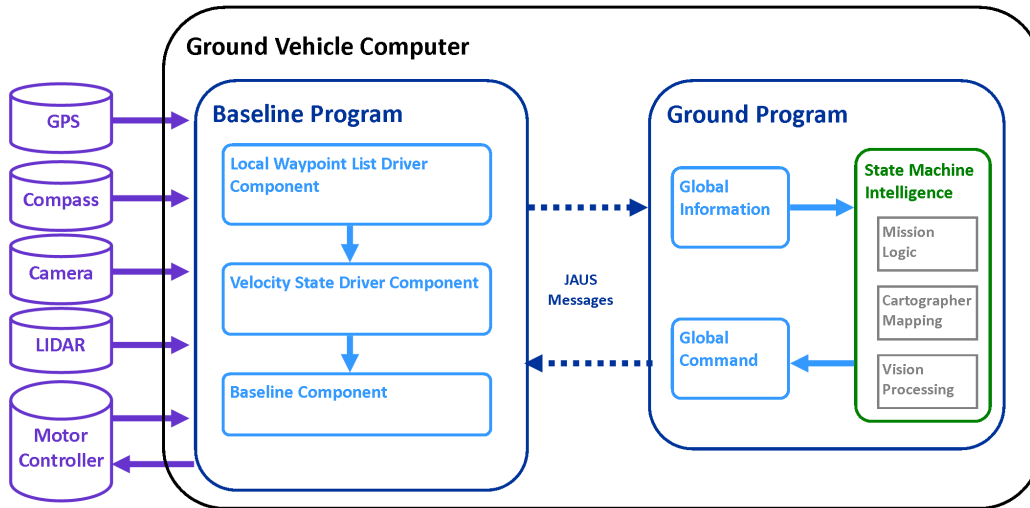 Ground Vehicle Computer
GPS
Compass
Camera
LIDAR
Motor
Controller
Baseline Program
Local Waypoint List Driver
Component
Velocity State Driver Component
Baseline Component
JAUS
Messages
Ground Program
Global
Information
Global
Command
State Machine
Intelligence
Mission
Logic
Cartographer
Mapping
Vision
Processing